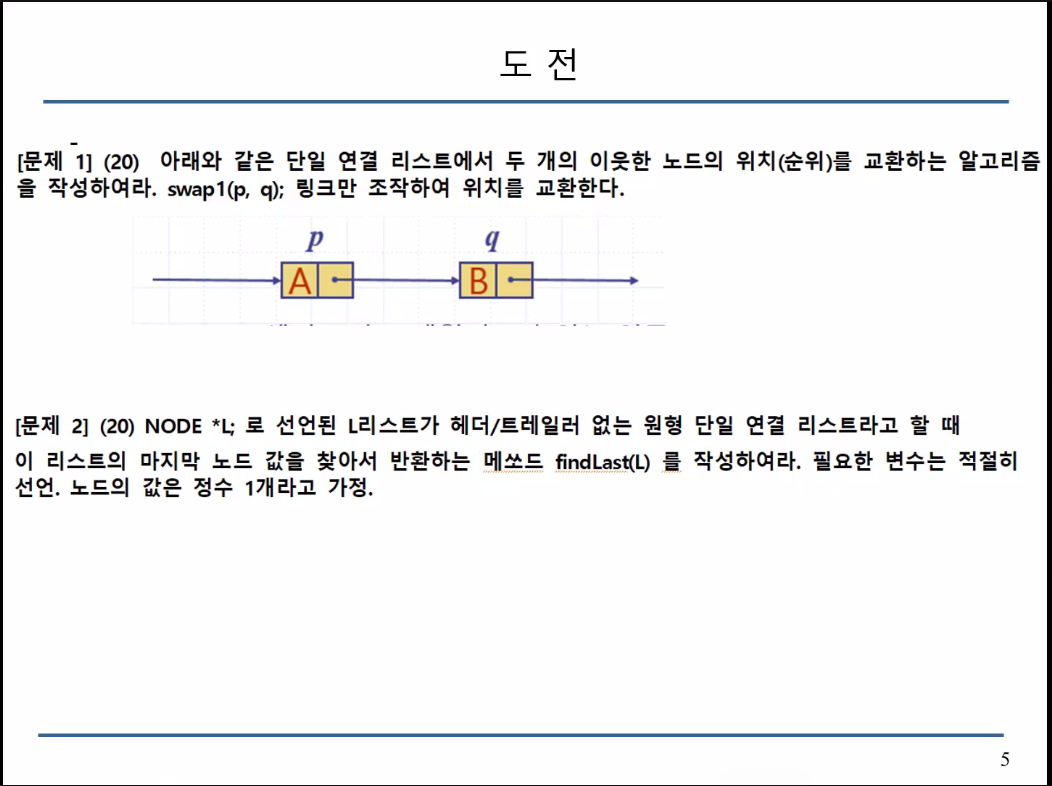 도 전
[문제 1] (20) 아래와 같은 단일 연결 리스트에서 두 개의 이웃한 노드의 위치(순위)를 교환하는 알고리즘
을 작성하여라. swap1(p, q); 링크만 조작하여 위치를 교환한다.
p q
A B
[문제 2] (20) NODE *L; 로 선언된 L리스트가 헤더/트레일러 없는 원형 단일 연결 리스트라고 할 때
이 리스트의 마지막 노드 값을 찾아서 반환하는 메쏘드 findLast(L) 를 작성하여라. 필요한 변수는 적절히
선언. 노드의 값은 정수 1개라고 가정.
5